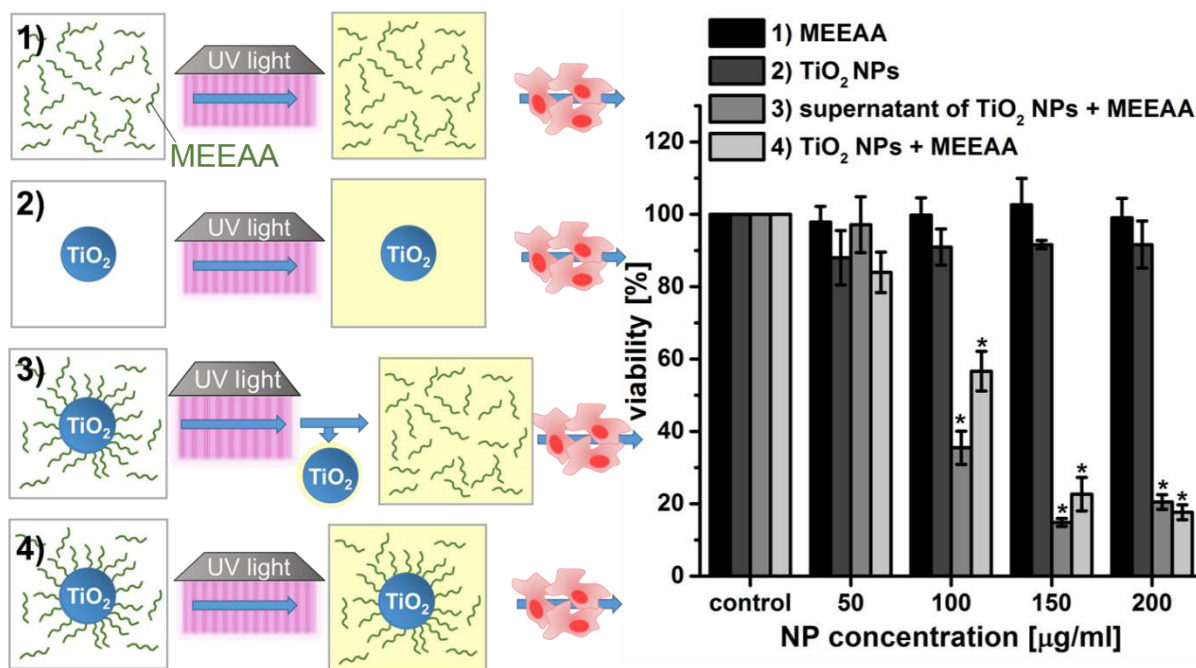 1)
UV light
MEEAA
2)
TiO₂
UV light
TiO₂
3)
TiO₂
UV light
TiO₂
4)
TiO₂
UV light
TiO₂
1) MEEAA
2) TiO₂ NPs
3) supernatant of TiO₂ NPs + MEEAA
4) TiO₂ NPs + MEEAA
viability [%]
120
100
80
60
40
20
0
* *
* *
* *
control 50 100 150 200
NP concentration [µg/ml]